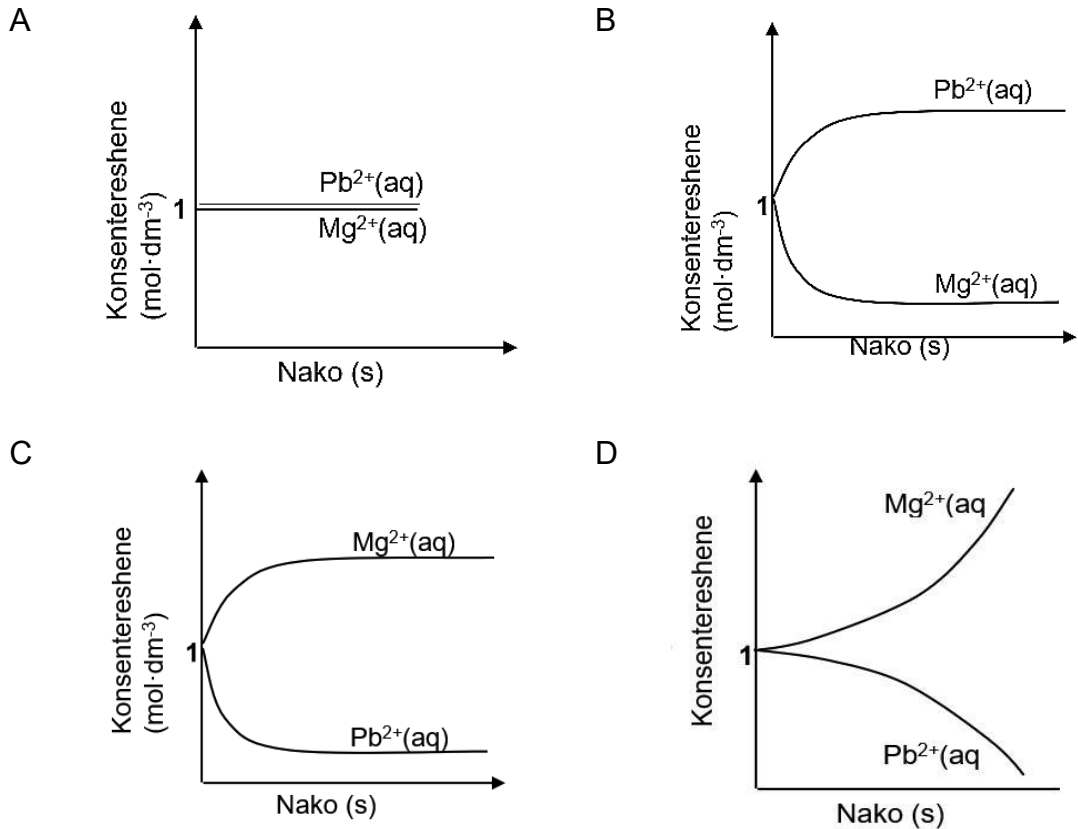 A
Konsentereshene
(mol·dm⁻³)
1
Pb²⁺(aq)
Mg²⁺(aq)
Nako (s)
B
Konsentereshene
(mol·dm⁻³)
1
Pb²⁺(aq)
Mg²⁺(aq)
Nako (s)
C
Konsentereshene
(mol·dm⁻³)
1
Mg²⁺(aq)
Pb²⁺(aq)
Nako (s)
D
Konsentereshene
1
Mg²⁺(aq
Pb²⁺(aq
Nako (s)